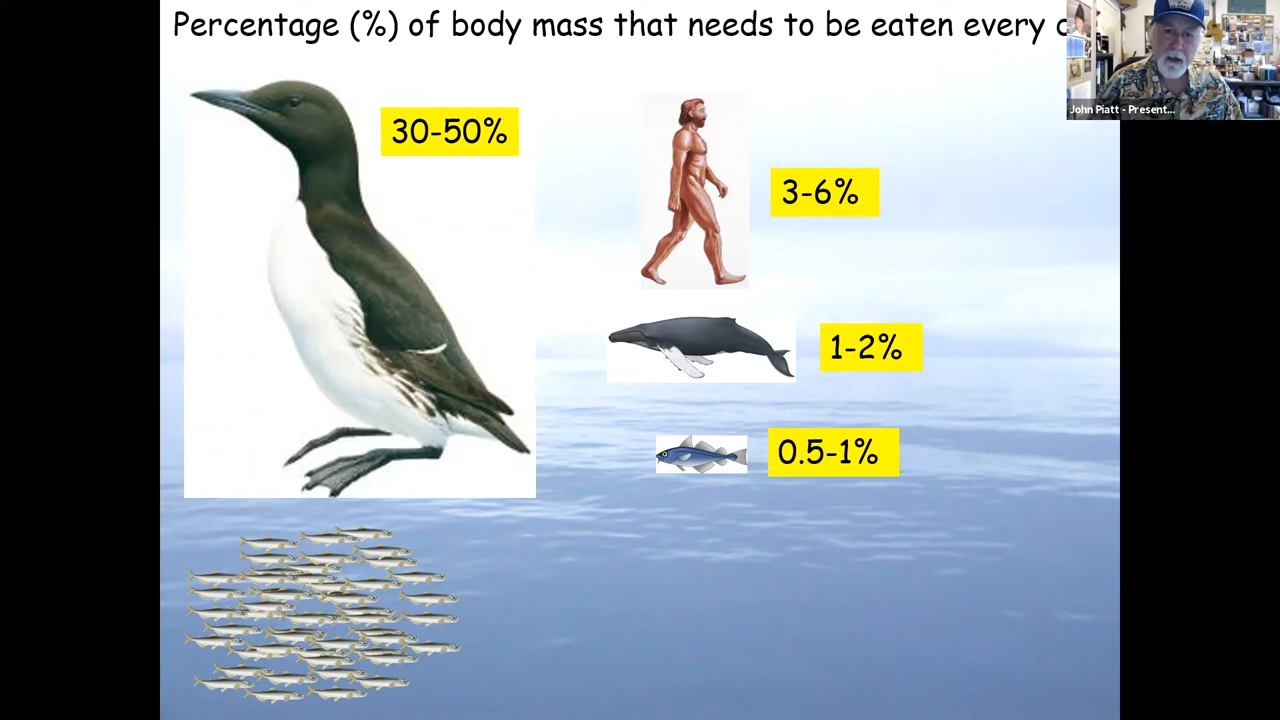 Percentage (%) of body mass that needs to be eaten every
30-50%
3-6%
1-2%
0.5-1%
John Piatt - Present...